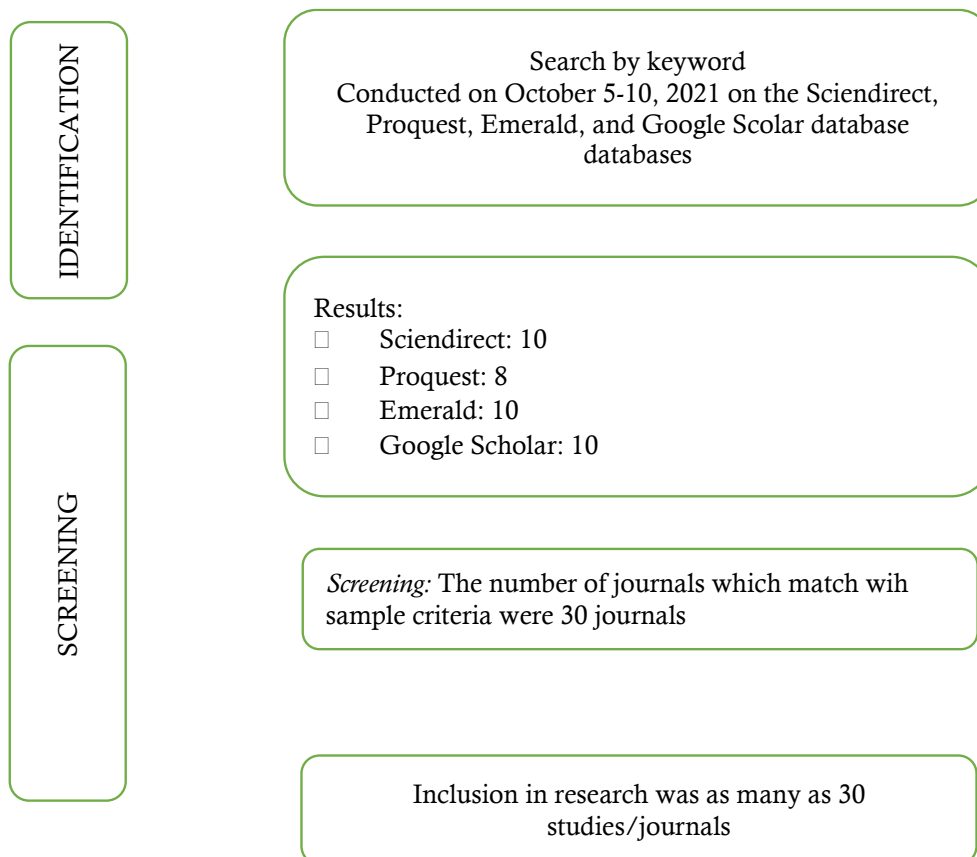 IDENTIFICATION
Search by keyword
Conducted on October 5-10, 2021 on the Sciendirect,
Proquest, Emerald, and Google Scolar database
databases
Results:
Sciendirect: 10
Proquest: 8
Emerald: 10
Google Scholar: 10
SCREENING
Screening: The number of journals which match wih
sample criteria were 30 journals
Inclusion in research was as many as 30
studies/journals